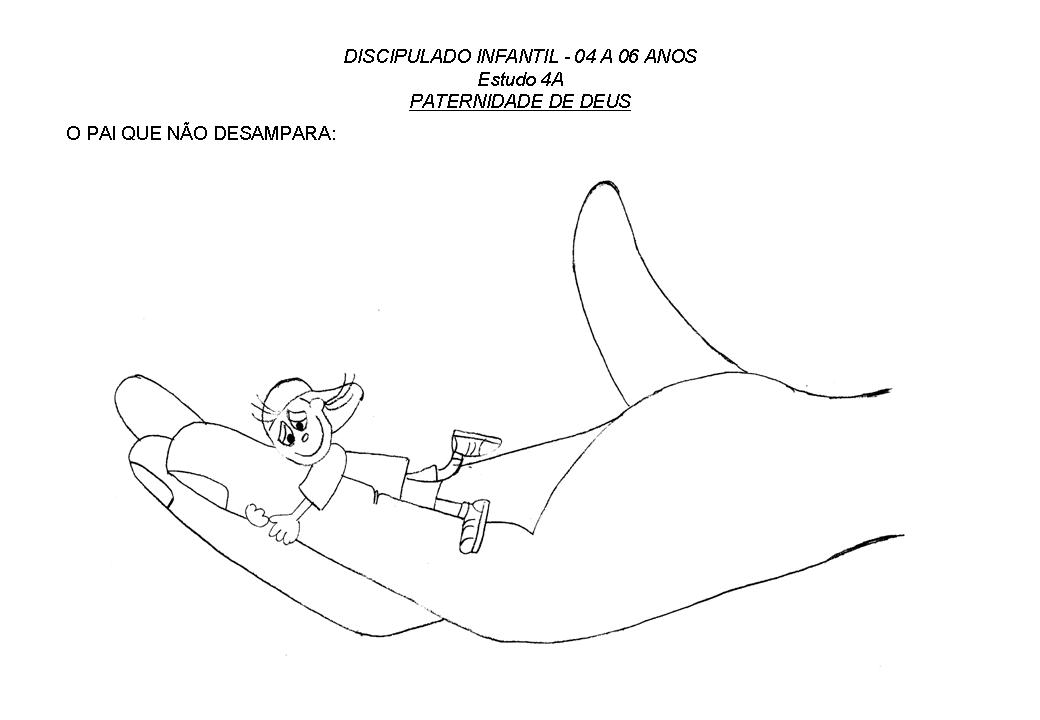 DISCIPULADO INFANTIL - 04 A 06 ANOS
Estudo 4A
PATERNIDADE DE DEUS
O PAI QUE NÃO DESAMPARA: